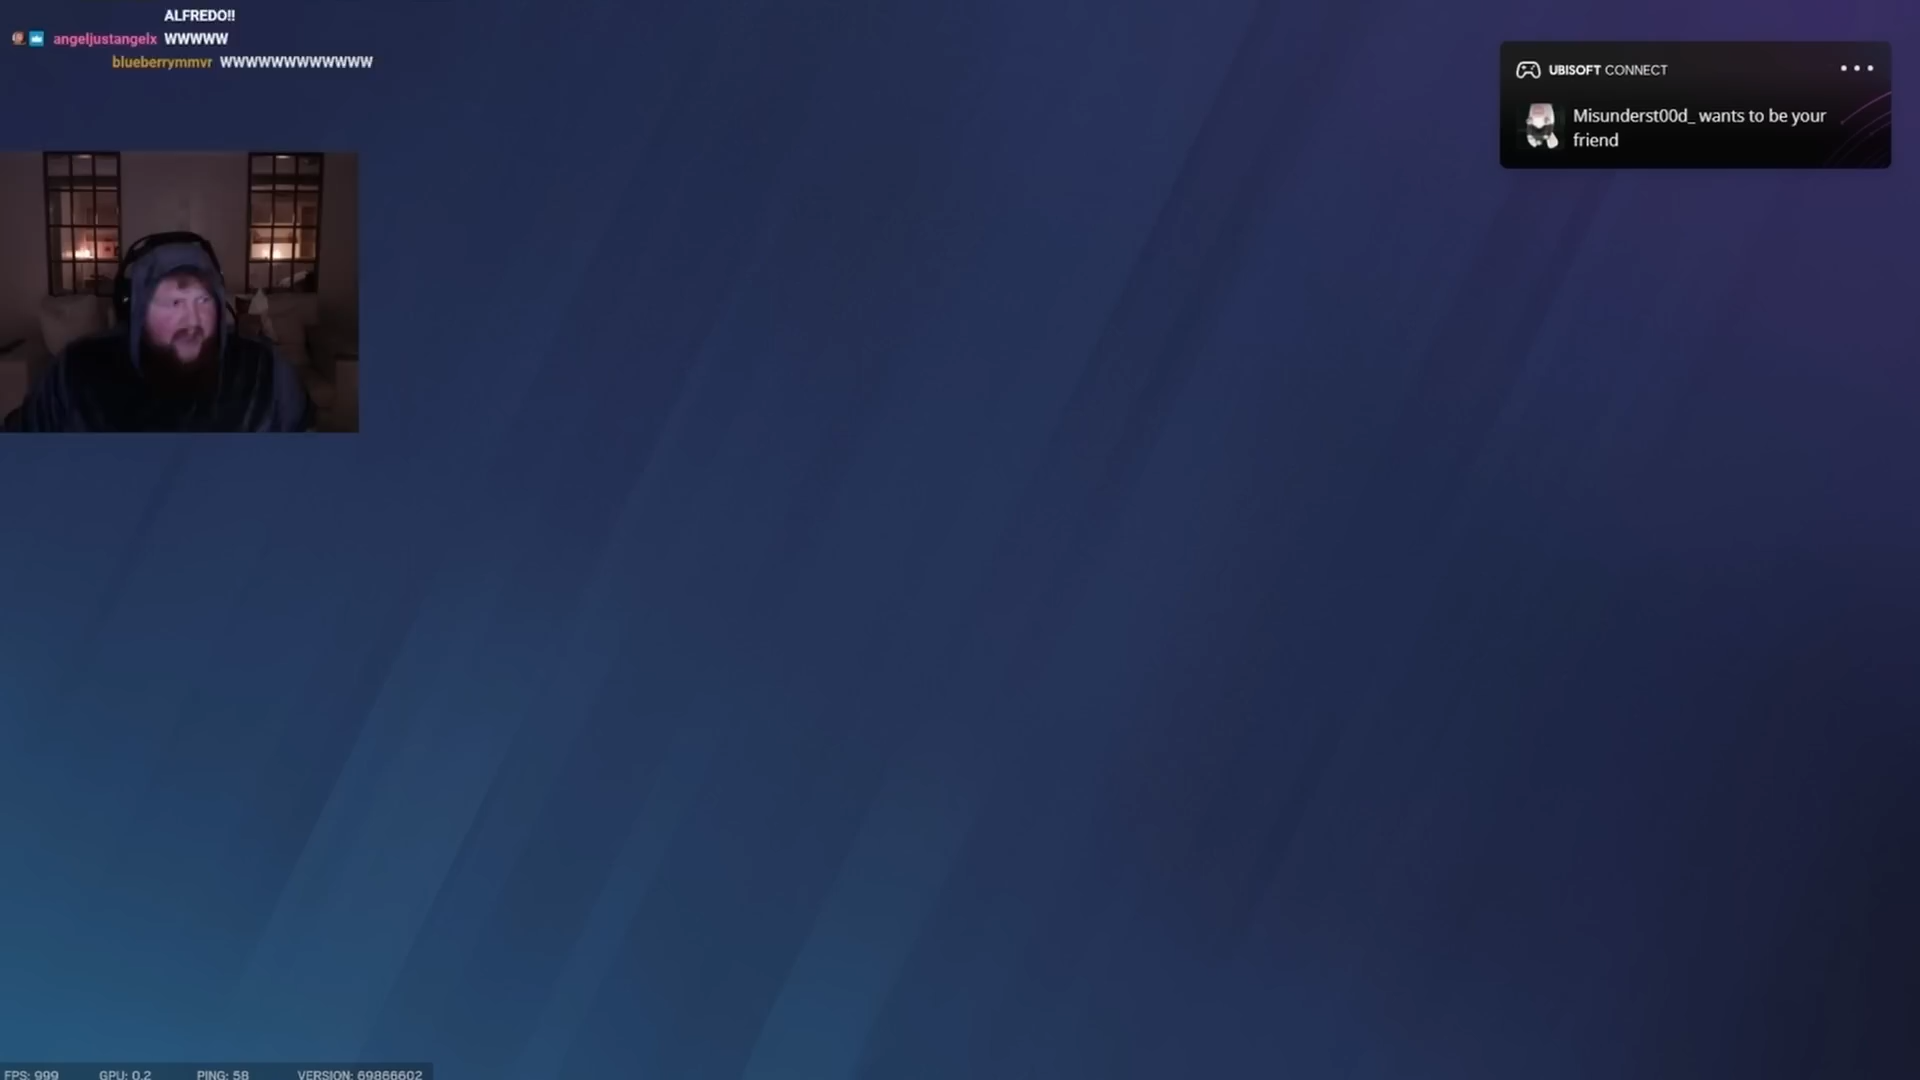 ALFREDO!!
angeljustangelx WWWWW
blueberrymmvr WWWWWWWWWWWW
UBISOFT CONNECT
Misunderst00d_ wants to be your
friend
FPS: 999 GPU: 0.2 PING: 58 VERSION: 69866602